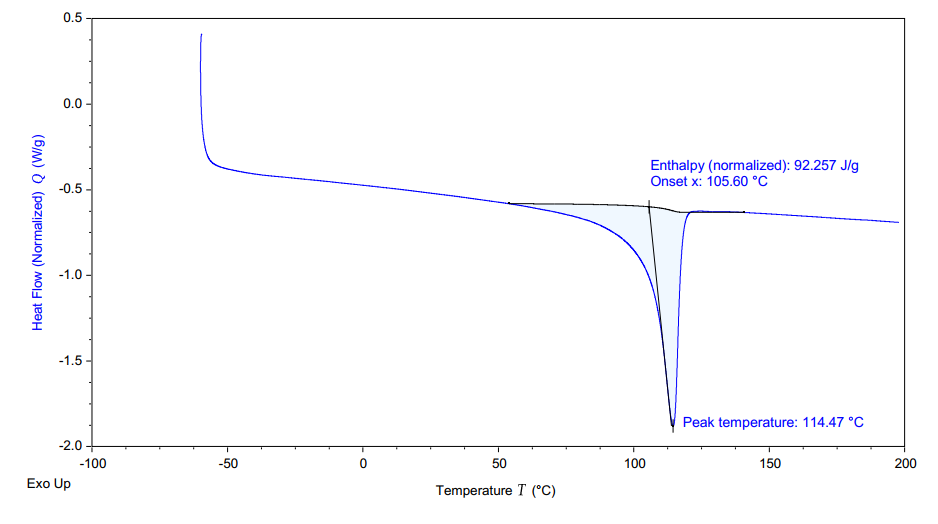 0.5
0.0
-0.5
-1.0
-1.5
-2.0
Heat Flow (Normalized) Q (W/g)
Enthalpy (normalized): 92.257 J/g
Onset x: 105.60 °C
Peak temperature: 114.47 °C
-100 -50 0 50 100 150 200
Exo Up
Temperature T (°C)